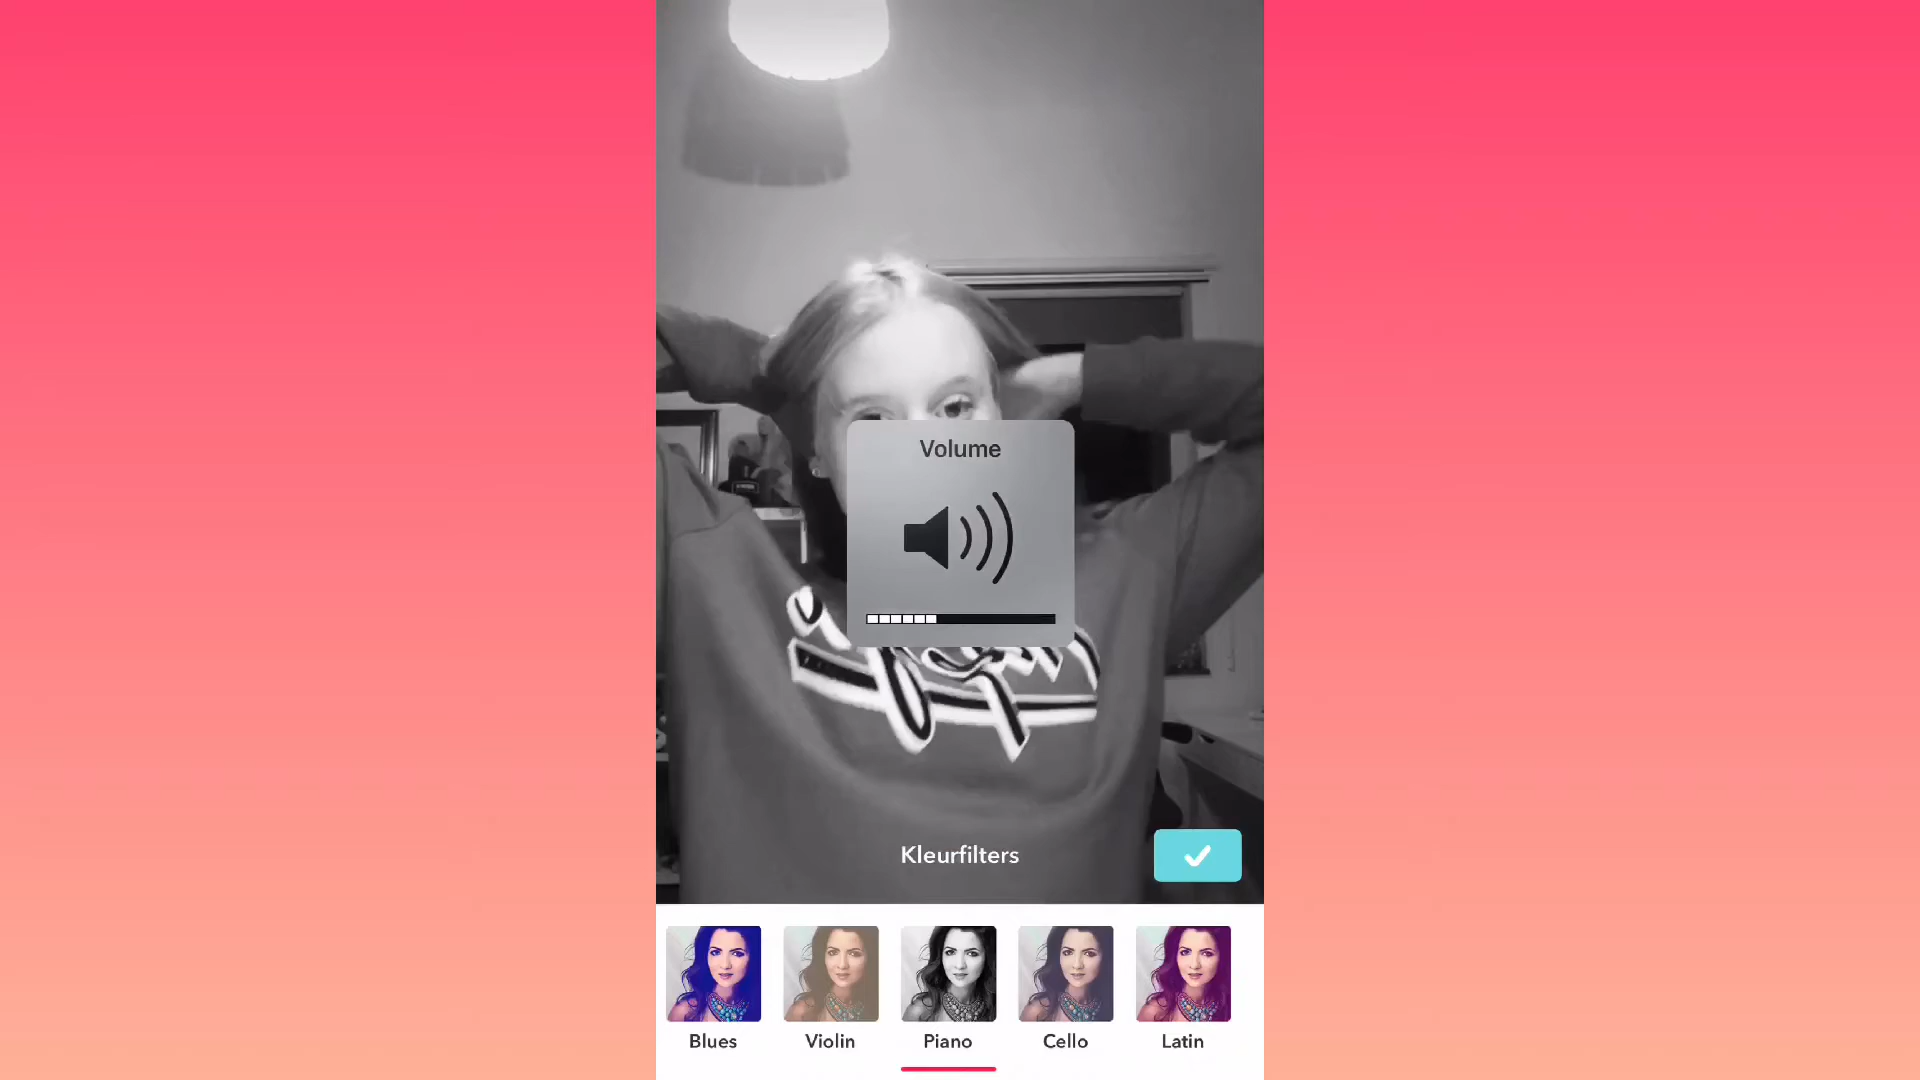 Volume
Kleurfilters
Blues
Violin
Piano
Cello
Latin